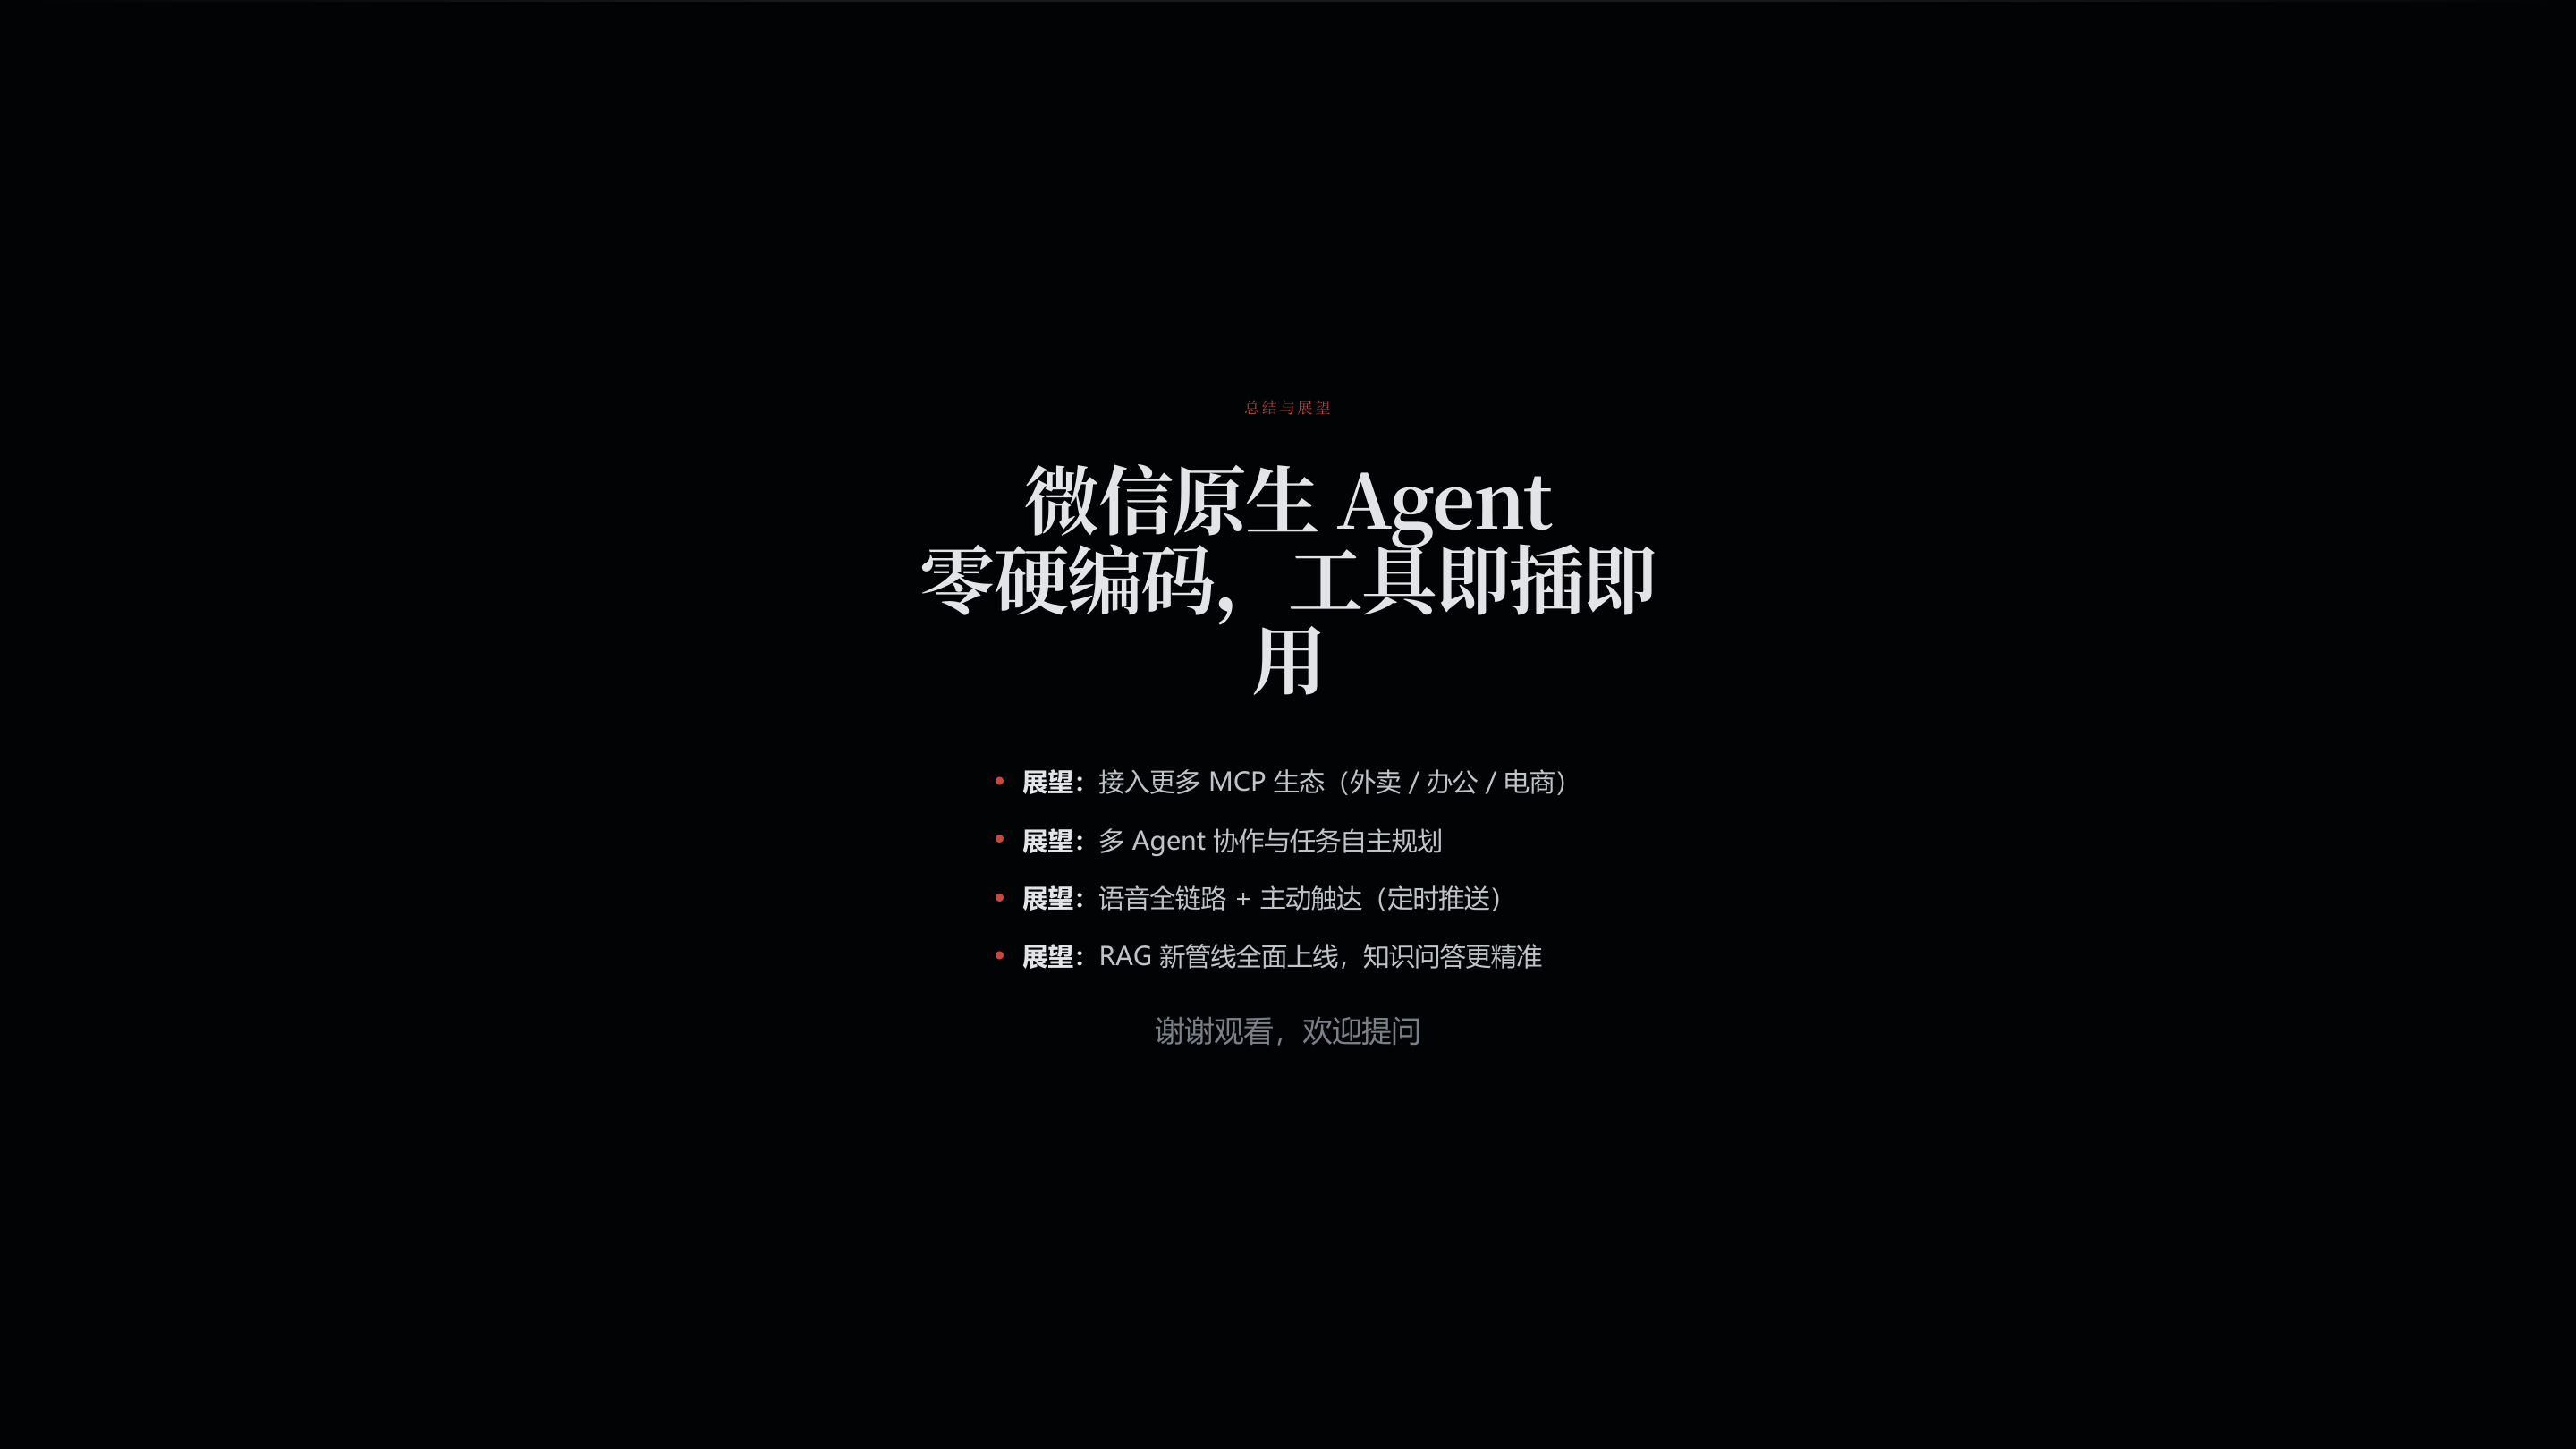 总结与展望
微信原生 Agent
零硬编码，工具即插即
用
• 展望：接入更多 MCP 生态（外卖 / 办公 / 电商）
• 展望：多 Agent 协作与任务自主规划
• 展望：语音全链路 + 主动触达（定时推送）
• 展望：RAG 新管线全面上线，知识问答更精准
谢谢观看，欢迎提问